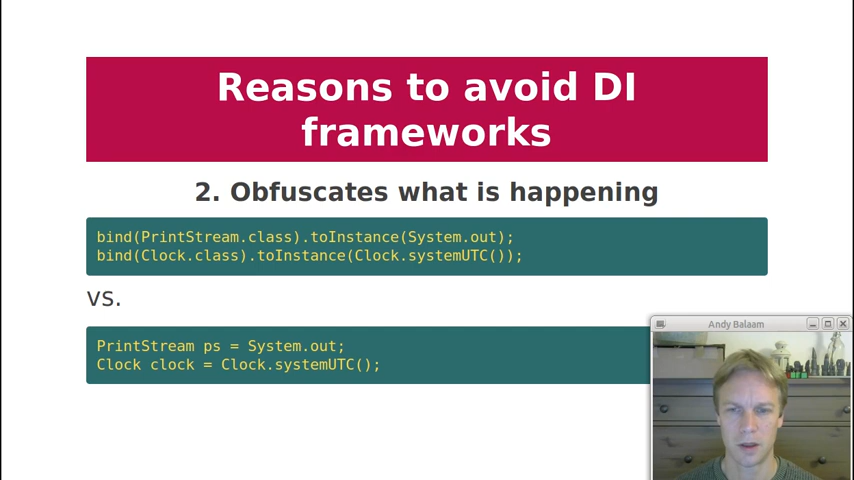 Reasons to avoid DI
frameworks
2. Obfuscates what is happening
bind(PrintStream.class).toInstance(System.out);
bind(Clock.class).toInstance(Clock.systemUTC());
vs.
PrintStream ps = System.out;
Clock clock = Clock.systemUTC();
Andy Balaam